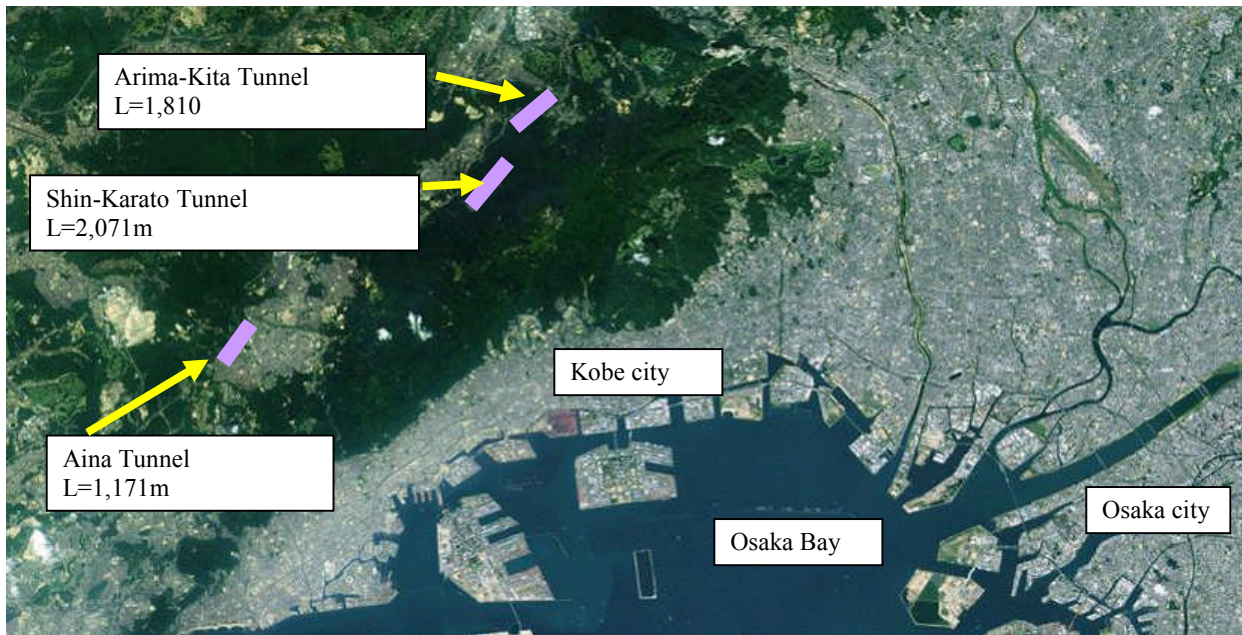 Arima-Kita Tunnel
L=1,810
Shin-Karato Tunnel
L=2,071m
Kobe city
Aina Tunnel
L=1,171m
Osaka Bay
Osaka city